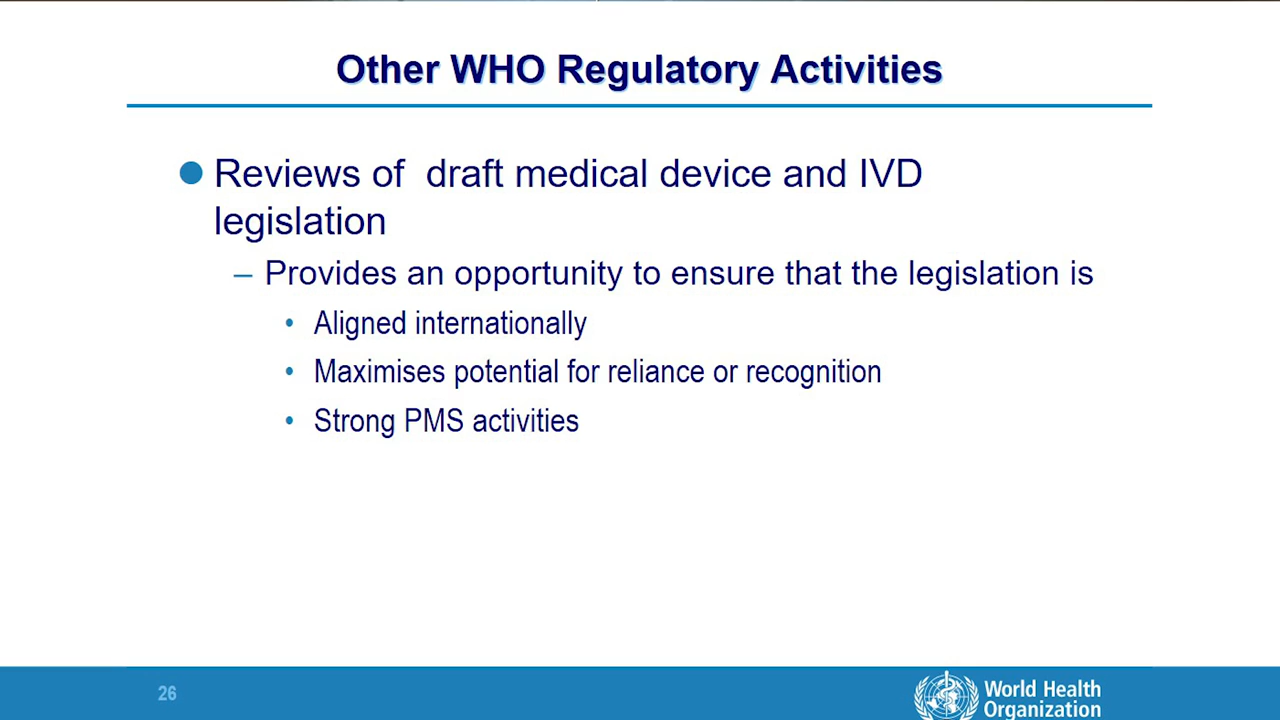 Other WHO Regulatory Activities
Reviews of draft medical device and IVD
legislation
– Provides an opportunity to ensure that the legislation is
• Aligned internationally
• Maximises potential for reliance or recognition
• Strong PMS activities
26
World Health
Organization